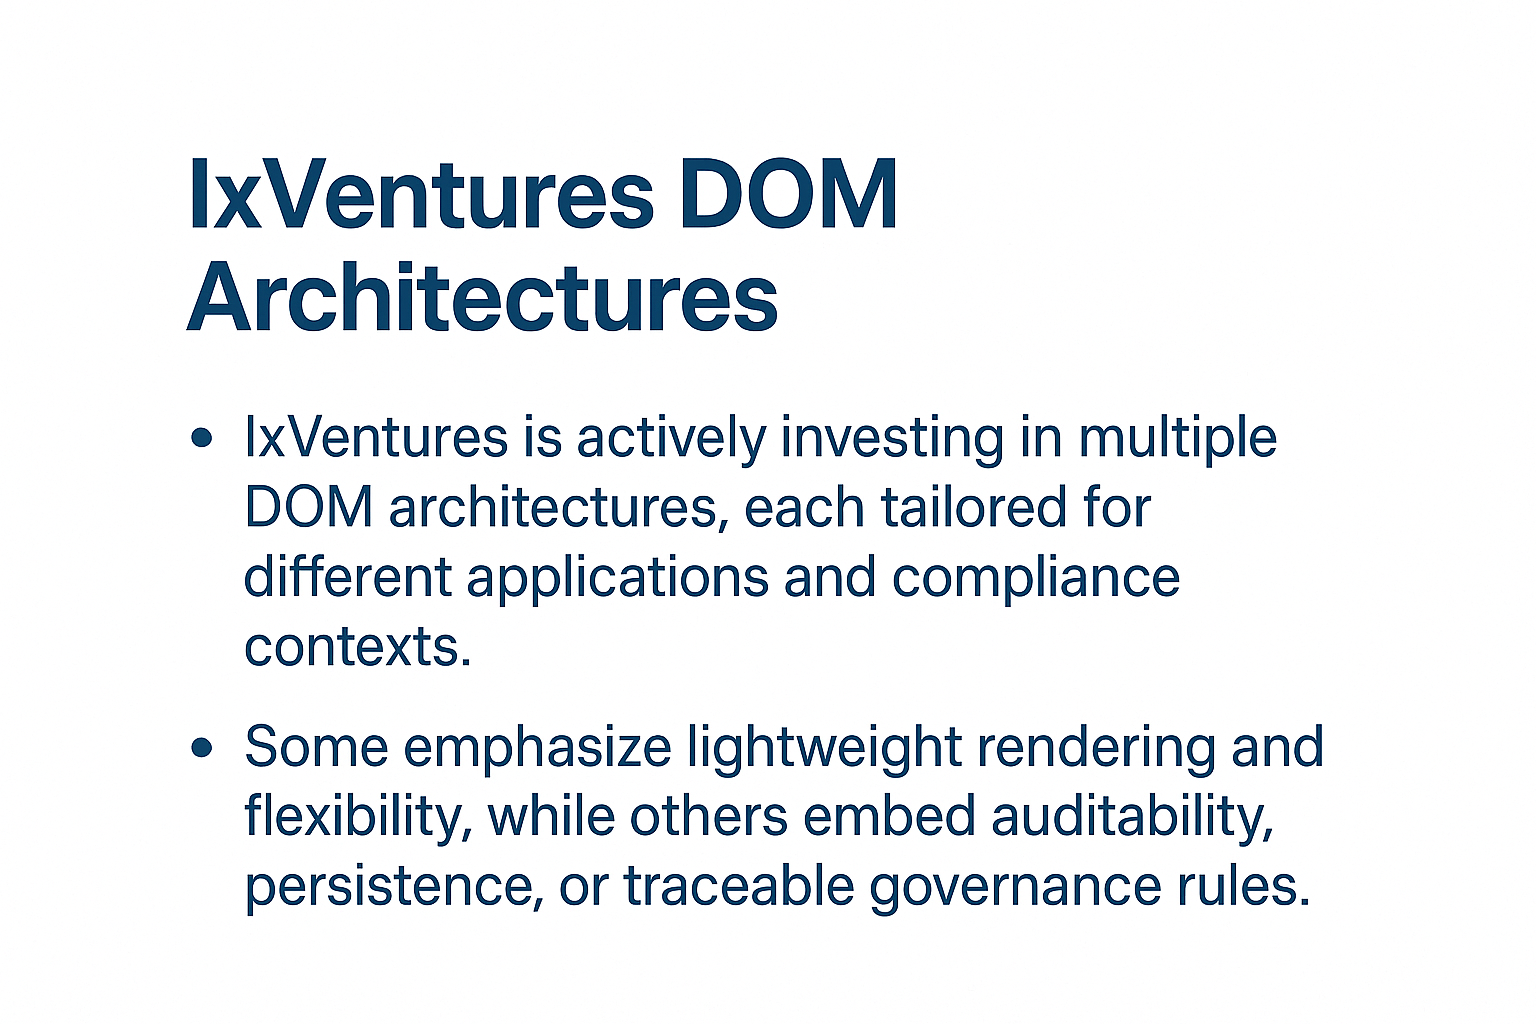 IxVentures DOM
Architectures
• IxVentures is actively investing in multiple
DOM architectures, each tailored for
different applications and compliance
contexts.
• Some emphasize lightweight rendering and
flexibility, while others embed auditability,
persistence, or traceable governance rules.